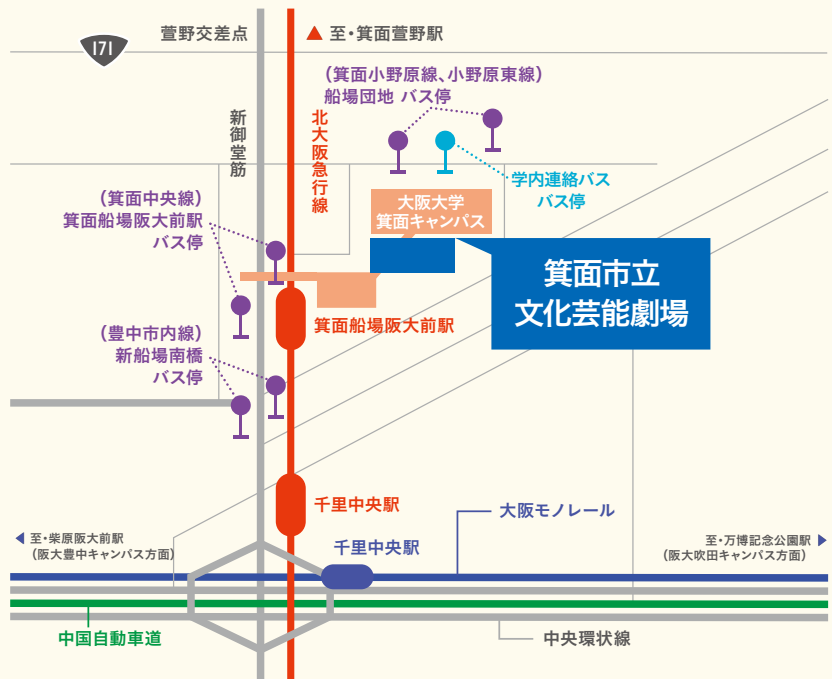 171
萱野交差点
▲ 至・箕面萱野駅
(箕面小野原線、小野原東線)
船場団地 バス停
新御堂筋
北大阪急行線
学内連絡バス
バス停
大阪大学
箕面キャンパス
(箕面中央線)
箕面船場阪大前駅
バス停
箕面市立
文化芸能劇場
箕面船場阪大前駅
(豊中市内線)
新船場南橋
バス停
千里中央駅
大阪モノレール
千里中央駅
◀ 至・柴原阪大前駅
(阪大豊中キャンパス方面)
至・万博記念公園駅 ▶
(阪大吹田キャンパス方面)
中国自動車道
中央環状線